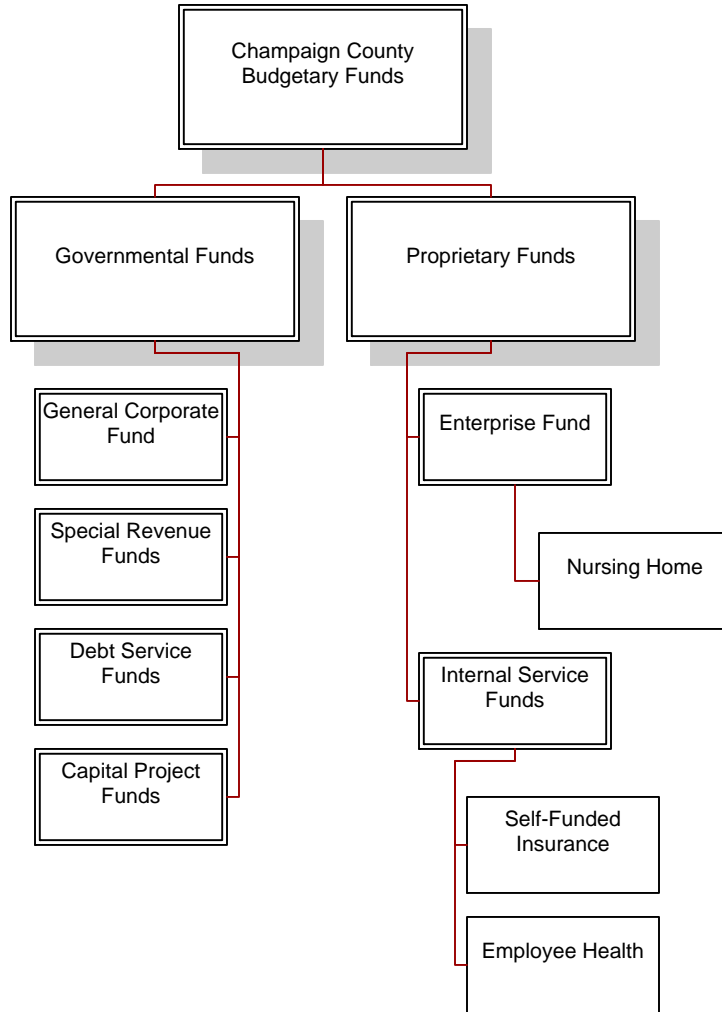 Champaign County
Budgetary Funds
Governmental Funds
Proprietary Funds
General Corporate
Fund
Special Revenue
Funds
Debt Service
Funds
Capital Project
Funds
Enterprise Fund
Nursing Home
Internal Service
Funds
Self-Funded
Insurance
Employee Health